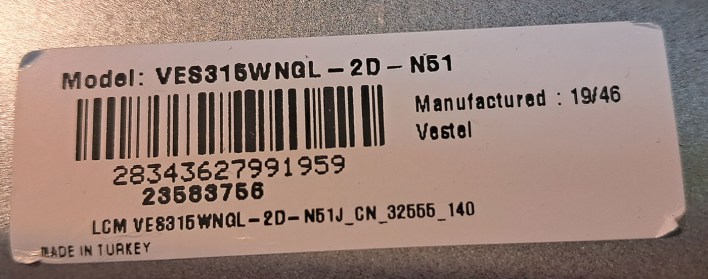 Model: VES315WNGL-2D-N51
Manufactured : 19/46
Vestel
28343627991959
23583756
LCM VES315WNGL-2D-N51J_CN_32555_140
MADE IN TURKEY